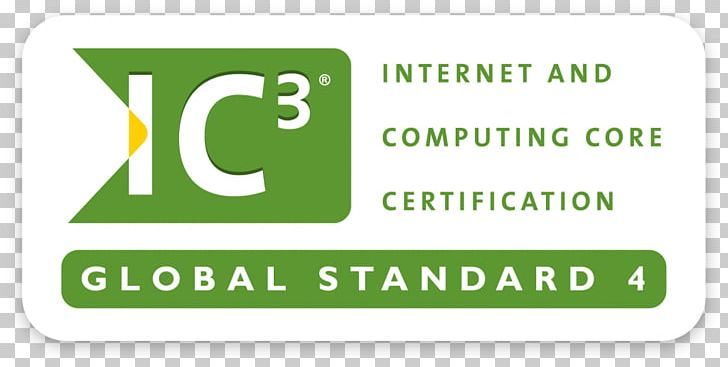 IC³®
INTERNET AND
COMPUTING CORE
CERTIFICATION
GLOBAL STANDARD 4